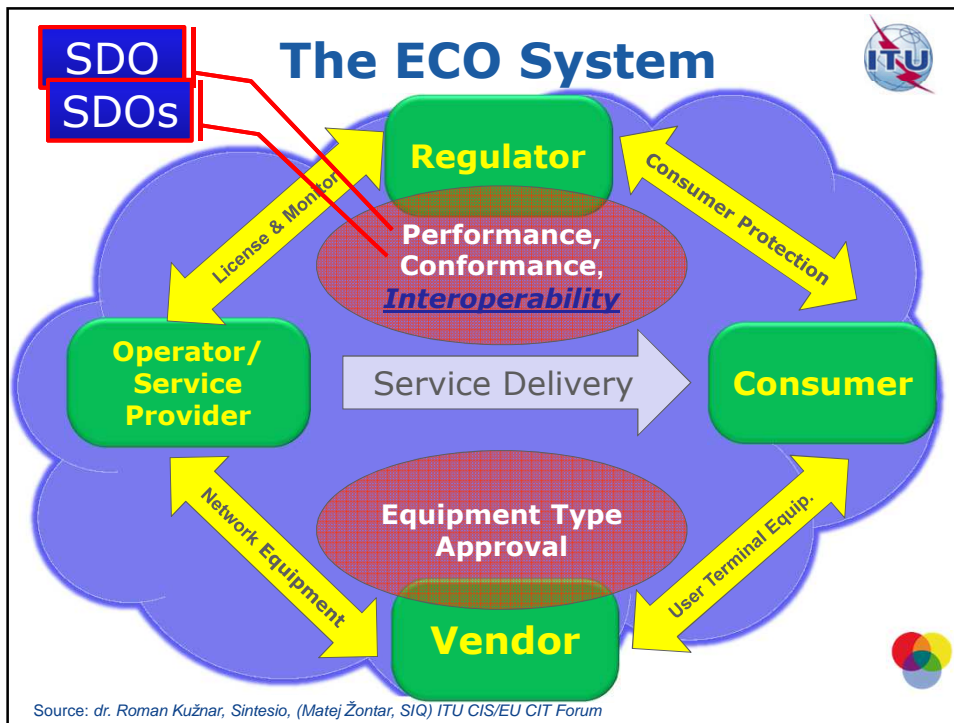 SDO
SDOs
The ECO System
ITU
Regulator
License & Monitor
Consumer Protection
Performance,
Conformance,
Interoperability
Operator/
Service
Provider
Service Delivery
Consumer
Network Equipment
Equipment Type
Approval
User Terminal Equip.
Vendor
Source: dr. Roman Kužnar, Sintesio, (Matej Žontar, SIQ) ITU CIS/EU CIT Forum